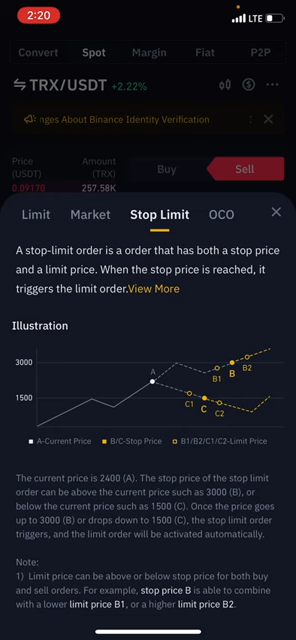 2:20
LTE
Convert Spot Margin Fiat P2P
TRX/USDT +2.22%
nges About Binance Identity Verification
Price Amount
(USDT) (TRX)
Buy Sell
0.09170 257.58K
Limit Market Stop Limit OCO
A stop-limit order is a order that has both a stop price
and a limit price. When the stop price is reached, it
triggers the limit order.View More
Illustration
3000
1500
A
B1
B
B2
C1
C
C2
A-Current Price B/C-Stop Price B1/B2/C1/C2-Limit Price
The current price is 2400 (A). The stop price of the stop
limit order can be above the current price such as 3000 (B), or
below the current price such as 1500 (C). Once the price goes
up to 3000 (B) or drops down to 1500 (C), the stop limit order
triggers, and the limit order will be activated automatically.
Note:
1) Limit price can be above or below stop price for both buy
and sell orders. For example, stop price B is able to combine
with a lower limit price B1, or a higher limit price B2.